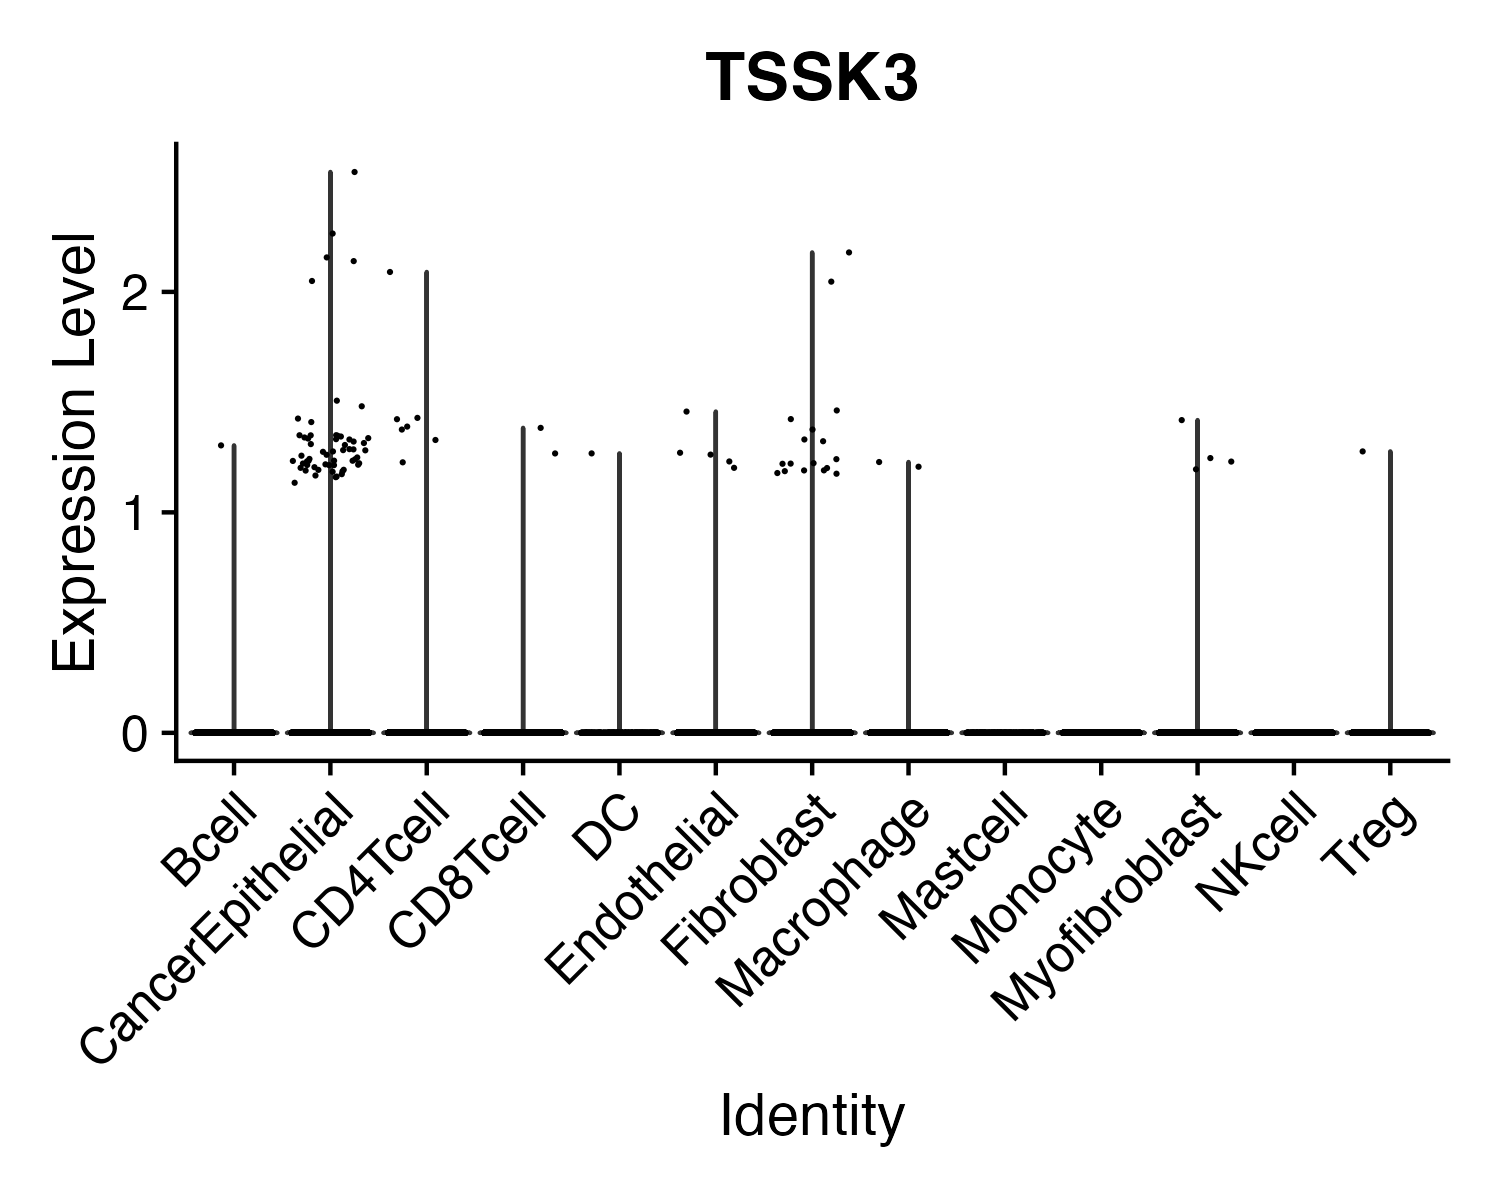 TSSK3
Expression Level
2
1
0
Bcell
CancerEpithelial
CD4Tcell
CD8Tcell
DC
Endothelial
Fibroblast
Macrophage
Mastcell
Monocyte
Myofibroblast
NKcell
Treg
Identity